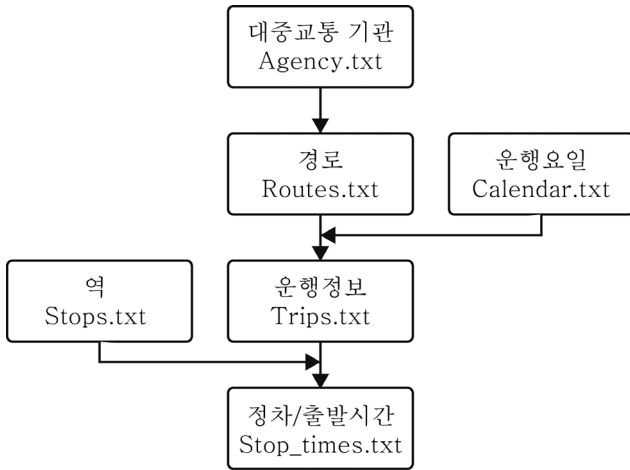 대중교통 기관
Agency.txt
경로
Routes.txt
운행요일
Calendar.txt
역
Stops.txt
운행정보
Trips.txt
정차/출발시간
Stop_times.txt